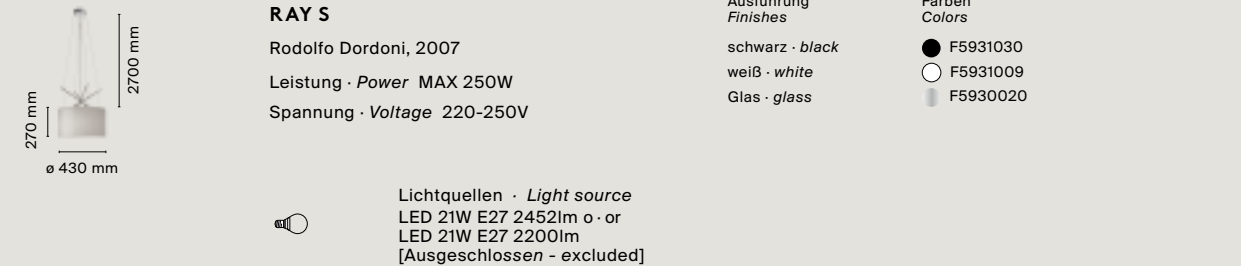 2700 mm
270 mm
ø 430 mm
RAY S
Rodolfo Dordoni, 2007
Leistung · Power MAX 250W
Spannung · Voltage 220-250V
Lichtquellen · Light source
LED 21W E27 2452lm o · or
LED 21W E27 2200lm
[Ausgeschlossen - excluded]
Ausführung
Finishes
schwarz · black
weiß · white
Glas · glass
Farben
Colors
F5931030
F5931009
F5930020